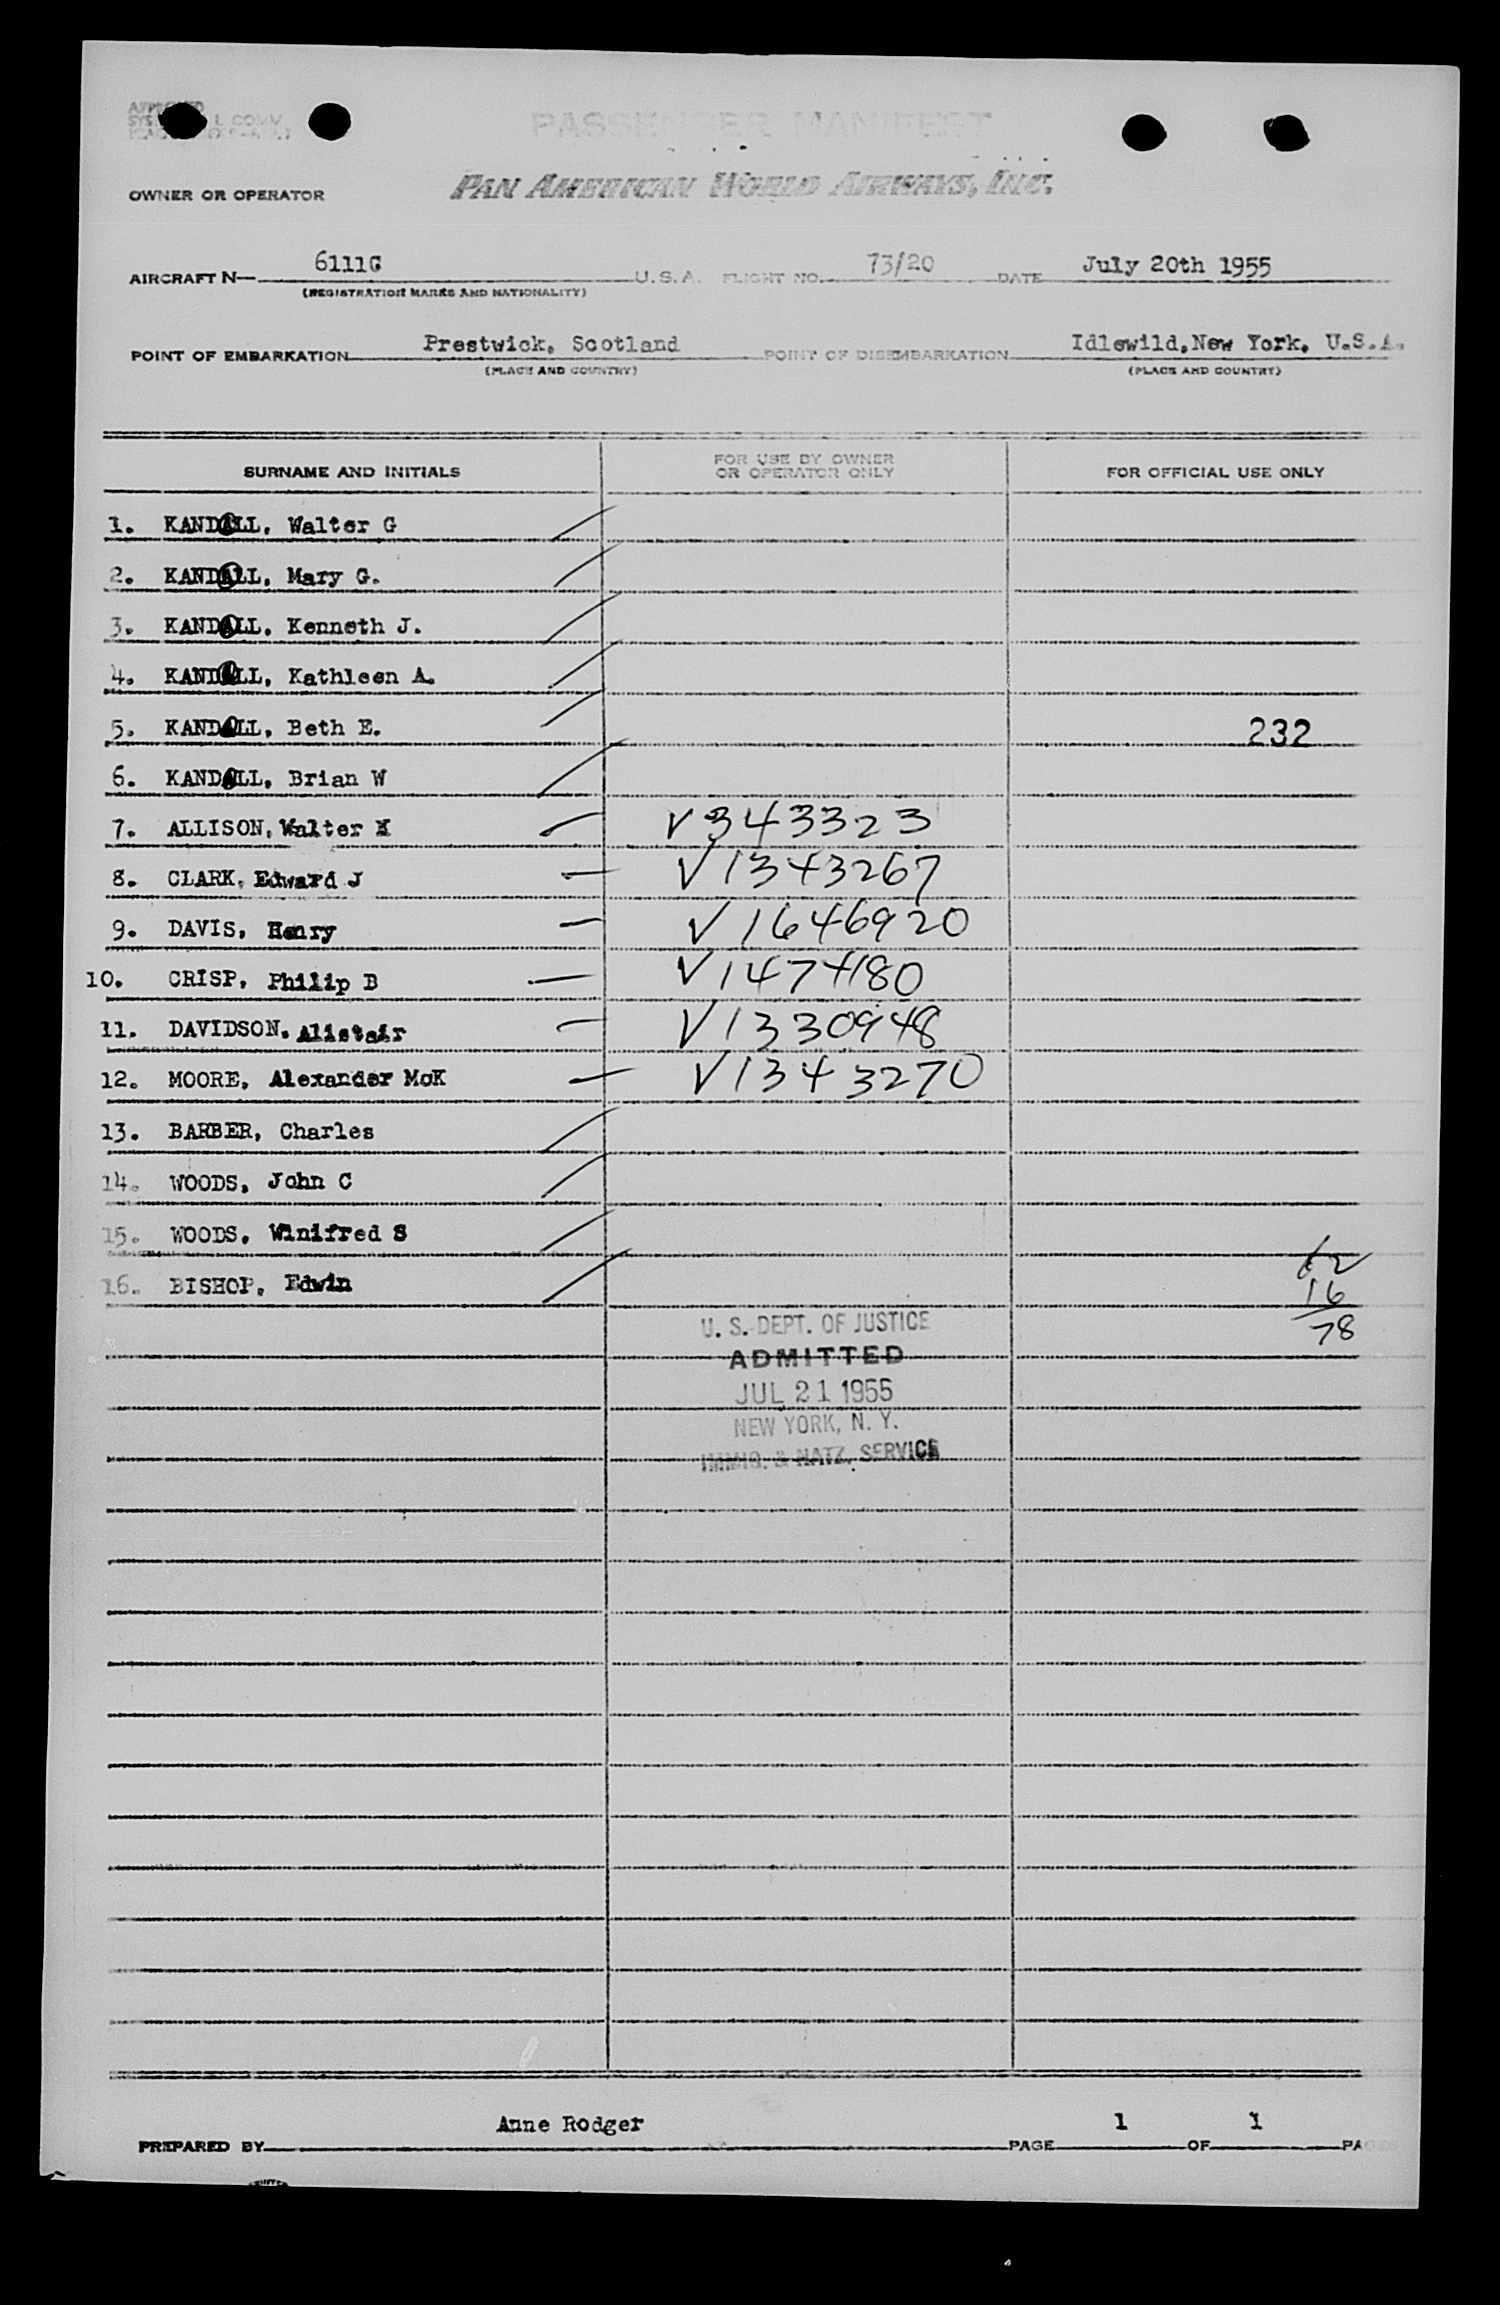 PASSENGER MANIFEST
OWNER OR OPERATOR PAN AMERICAN WORLD AIRWAYS, INC.
AIRCRAFT N— 6111C U.S.A. FLIGHT NO. 73/20 DATE July 20th 1955
(REGISTRATION MARKS AND NATIONALITY)
POINT OF EMBARKATION Prestwick, Scotland POINT OF DISEMBARKATION Idlewild, New York, U.S.A.
(PLACE AND COUNTRY) (PLACE AND COUNTRY)
SURNAME AND INITIALS FOR USE BY OWNER OR OPERATOR ONLY FOR OFFICIAL USE ONLY
1. KANDALL, Walter G
2. KANDALL, Mary G.
3. KANDALL, Kenneth J.
4. KANDALL, Kathleen A.
5. KANDALL, Beth E. 232
6. KANDALL, Brian W
7. ALLISON, Walter V343323
8. CLARK, Edward J V1343267
9. DAVIS, Henry V1646920
10. CRISP, Philip B V1474180
11. DAVIDSON, Alistair V1330948
12. MOORE, Alexander McK V1343270
13. BARBER, Charles
14. WOODS, John C
15. WOODS, Winifred S
16. BISHOP, Edwin
62
16
78
U. S. DEPT. OF JUSTICE
ADMITTED
JUL 21 1955
NEW YORK, N. Y.
IMMIG. & NATZ. SERVICE
PREPARED BY Anne Rodger PAGE 1 OF 1 PAGES